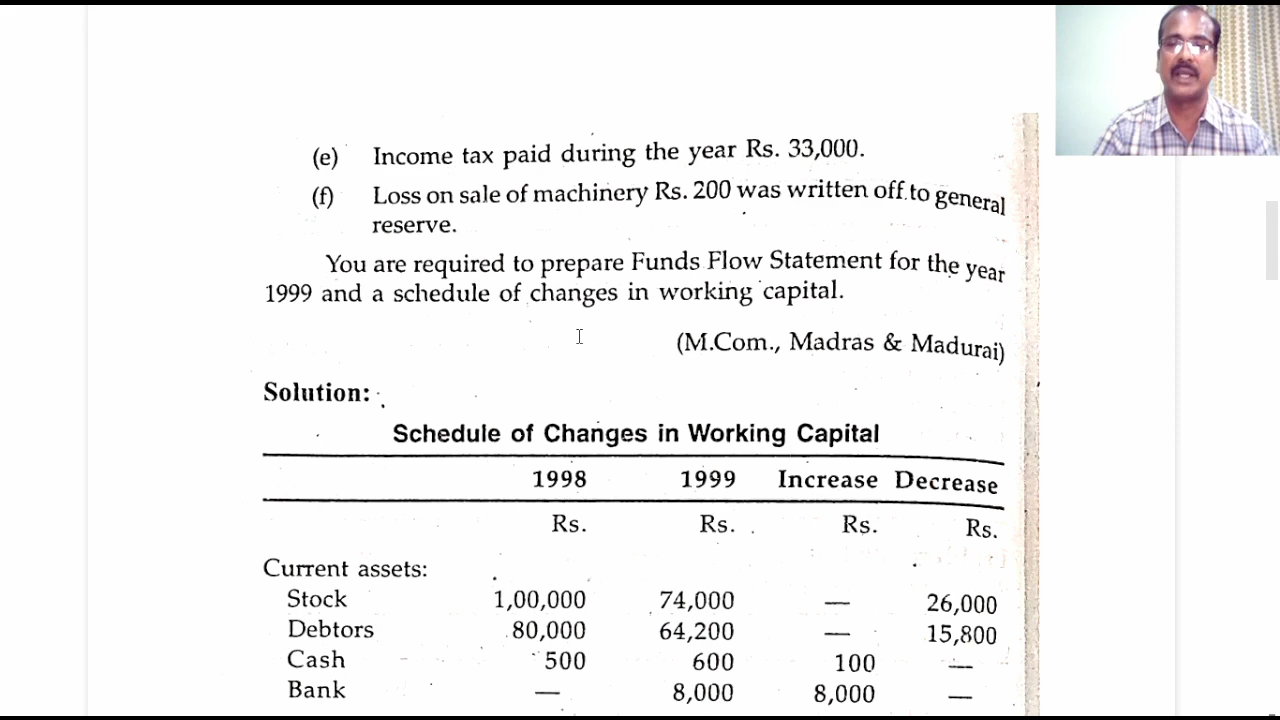 (e) Income tax paid during the year Rs. 33,000.
(f) Loss on sale of machinery Rs. 200 was written off to general
reserve.
You are required to prepare Funds Flow Statement for the year
1999 and a schedule of changes in working capital.
(M.Com., Madras & Madurai)
Solution:
Schedule of Changes in Working Capital
1998 1999 Increase Decrease
Rs. Rs. Rs. Rs.
Current assets:
Stock 1,00,000 74,000 — 26,000
Debtors 80,000 64,200 — 15,800
Cash 500 600 100 —
Bank — 8,000 8,000 —